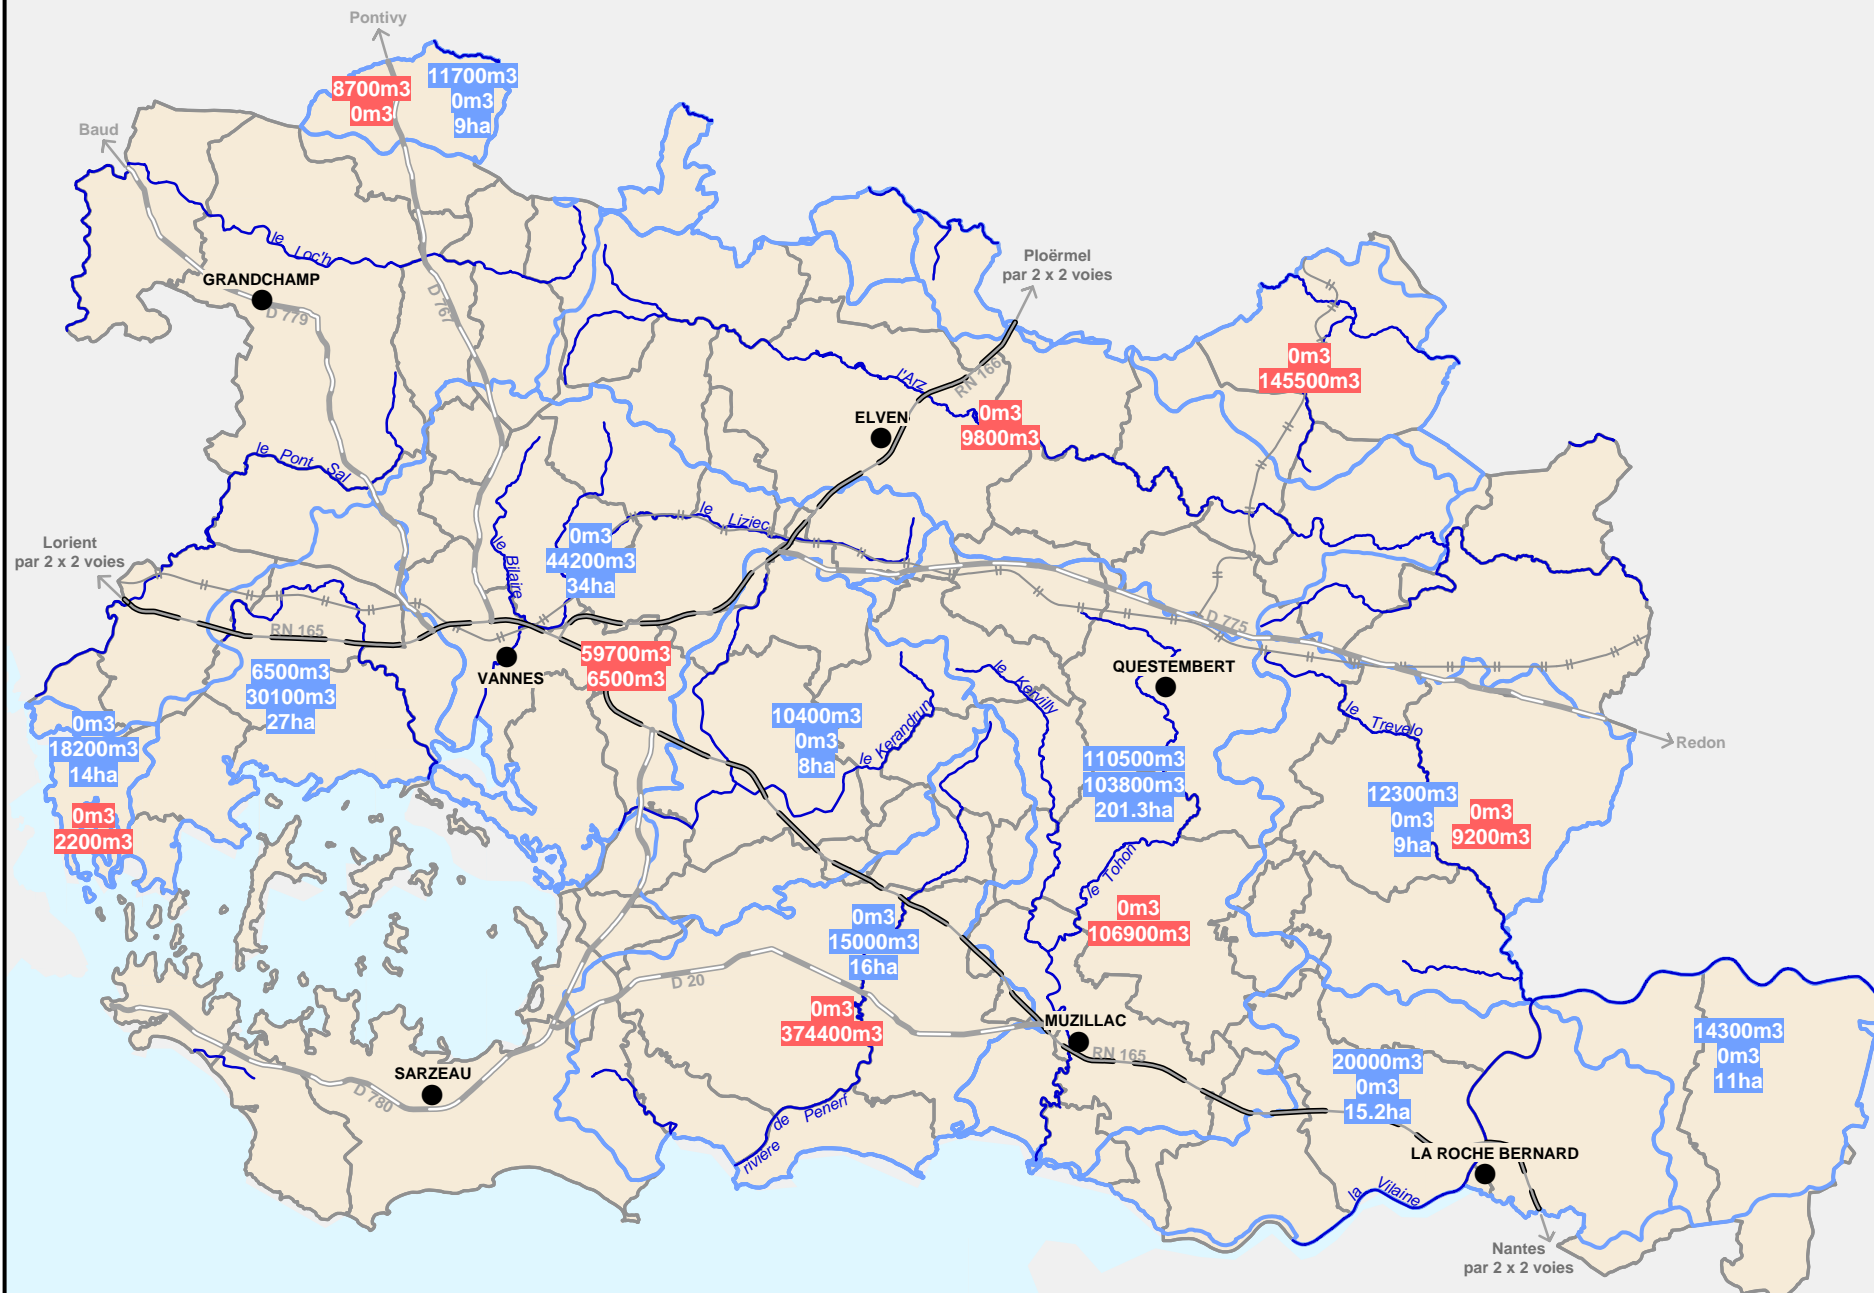 Pontivy
11700m3
0m3
9ha
8700m3
0m3
Baud
le Loc'h
GRANDCHAMP
D 779
D 767
Ploërmel
par 2 x 2 voies
RN 166
l'Arz
ELVEN
0m3
9800m3
0m3
145500m3
le Pont Sal
le Liziec
Lorient
par 2 x 2 voies
0m3
44200m3
34ha
le Bilaire
RN 165
D 775
VANNES
59700m3
6500m3
6500m3
30100m3
27ha
0m3
18200m3
14ha
0m3
2200m3
QUESTEMBERT
le Kervilly
le Kerandrun
10400m3
0m3
8ha
110500m3
103800m3
201.3ha
le Trevelo
Redon
12300m3
0m3
9ha
0m3
9200m3
le Tohon
0m3
106900m3
0m3
15000m3
16ha
D 20
0m3
374400m3
MUZILLAC
RN 165
SARZEAU
D 780
rivière de Penerf
20000m3
0m3
15.2ha
14300m3
0m3
11ha
LA ROCHE BERNARD
la Vilaine
Nantes
par 2 x 2 voies